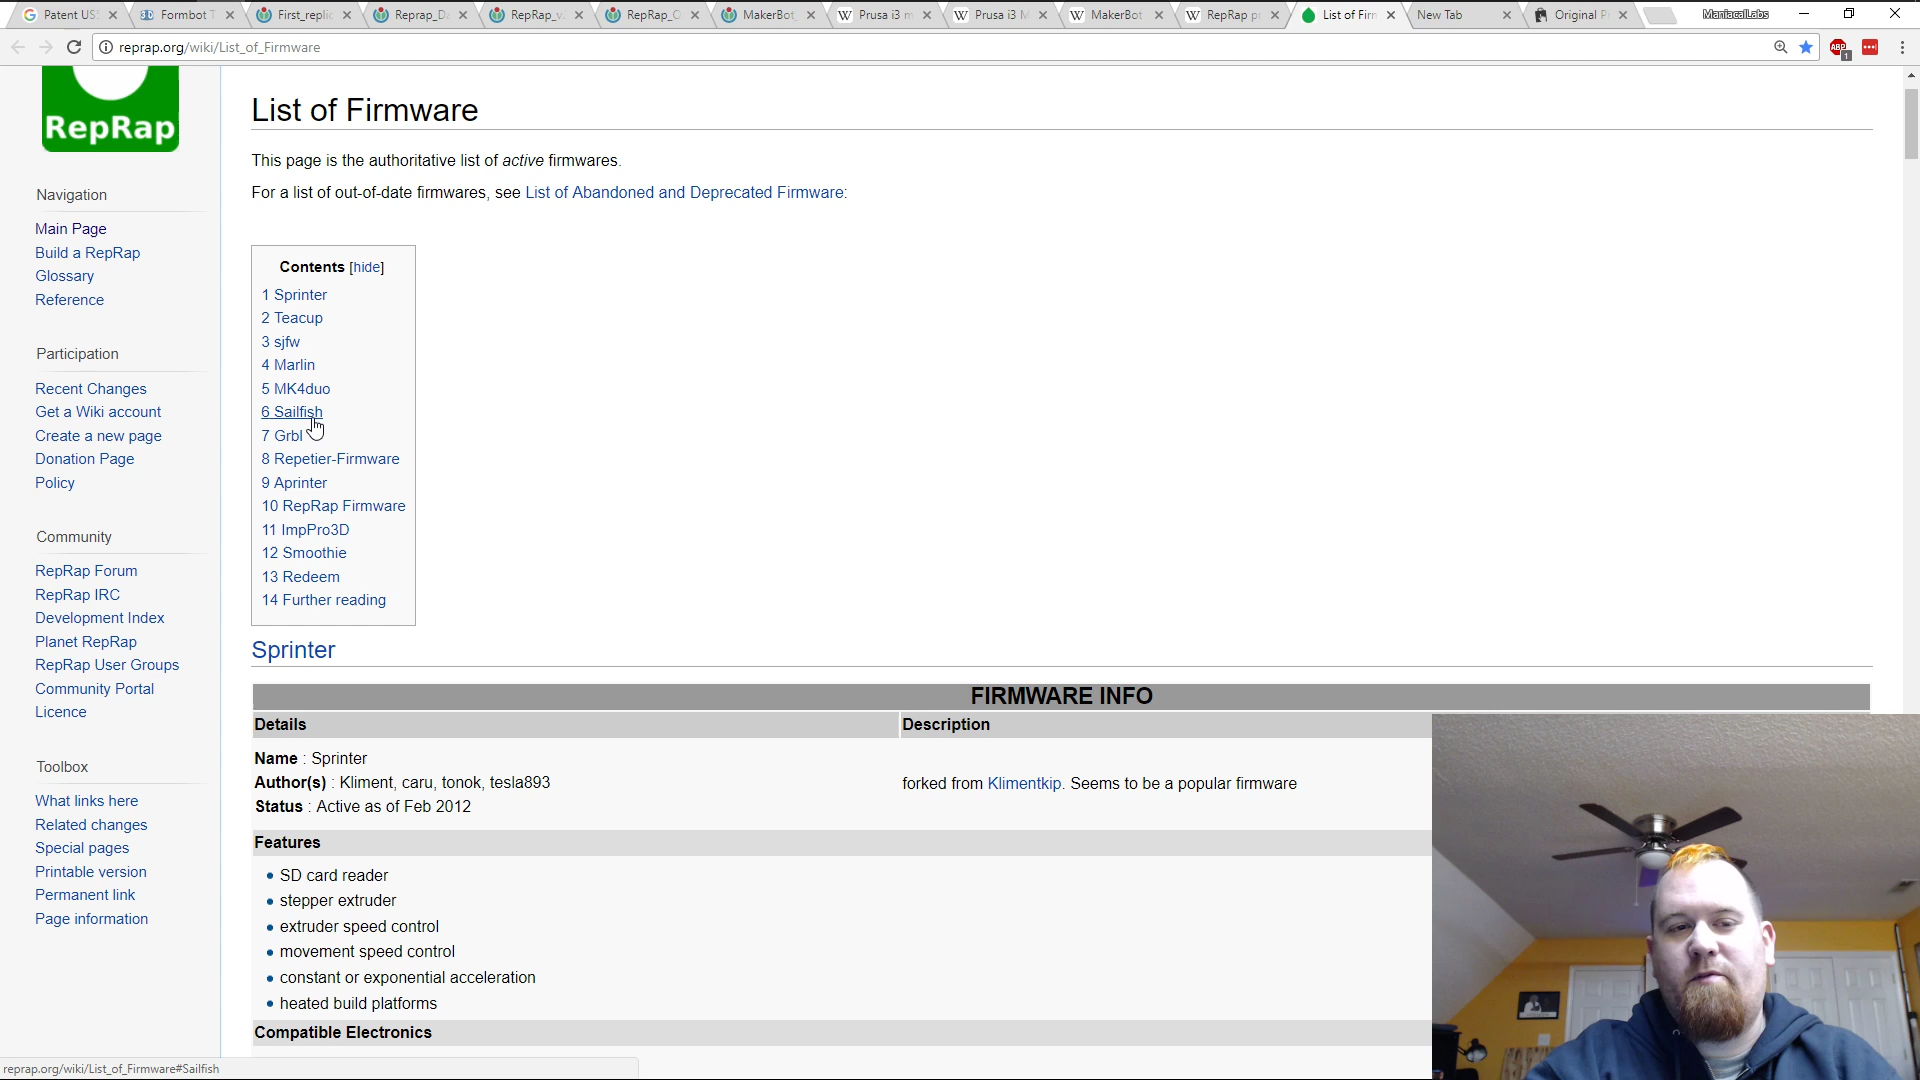 Patent US
Formbot T
First_replic
Reprap_Da
RepRap_v
RepRap_O
MakerBot
Prusa i3 m
Prusa i3 M
MakerBot
RepRap p
List of Firm
New Tab
Original P
ManiacalLabs
reprap.org/wiki/List_of_Firmware
ABP
1
RepRap
Navigation
Main Page
Build a RepRap
Glossary
Reference
Participation
Recent Changes
Get a Wiki account
Create a new page
Donation Page
Policy
Community
RepRap Forum
RepRap IRC
Development Index
Planet RepRap
RepRap User Groups
Community Portal
Licence
Toolbox
What links here
Related changes
Special pages
Printable version
Permanent link
Page information
List of Firmware
This page is the authoritative list of active firmwares.
For a list of out-of-date firmwares, see List of Abandoned and Deprecated Firmware:
Contents [hide]
1 Sprinter
2 Teacup
3 sjfw
4 Marlin
5 MK4duo
6 Sailfish
7 Grbl
8 Repetier-Firmware
9 Aprinter
10 RepRap Firmware
11 ImpPro3D
12 Smoothie
13 Redeem
14 Further reading
Sprinter
FIRMWARE INFO
Details
Description
Name : Sprinter
Author(s) : Kliment, caru, tonok, tesla893
Status : Active as of Feb 2012
forked from Klimentkip. Seems to be a popular firmware
Features
• SD card reader
• stepper extruder
• extruder speed control
• movement speed control
• constant or exponential acceleration
• heated build platforms
Compatible Electronics
reprap.org/wiki/List_of_Firmware#Sailfish